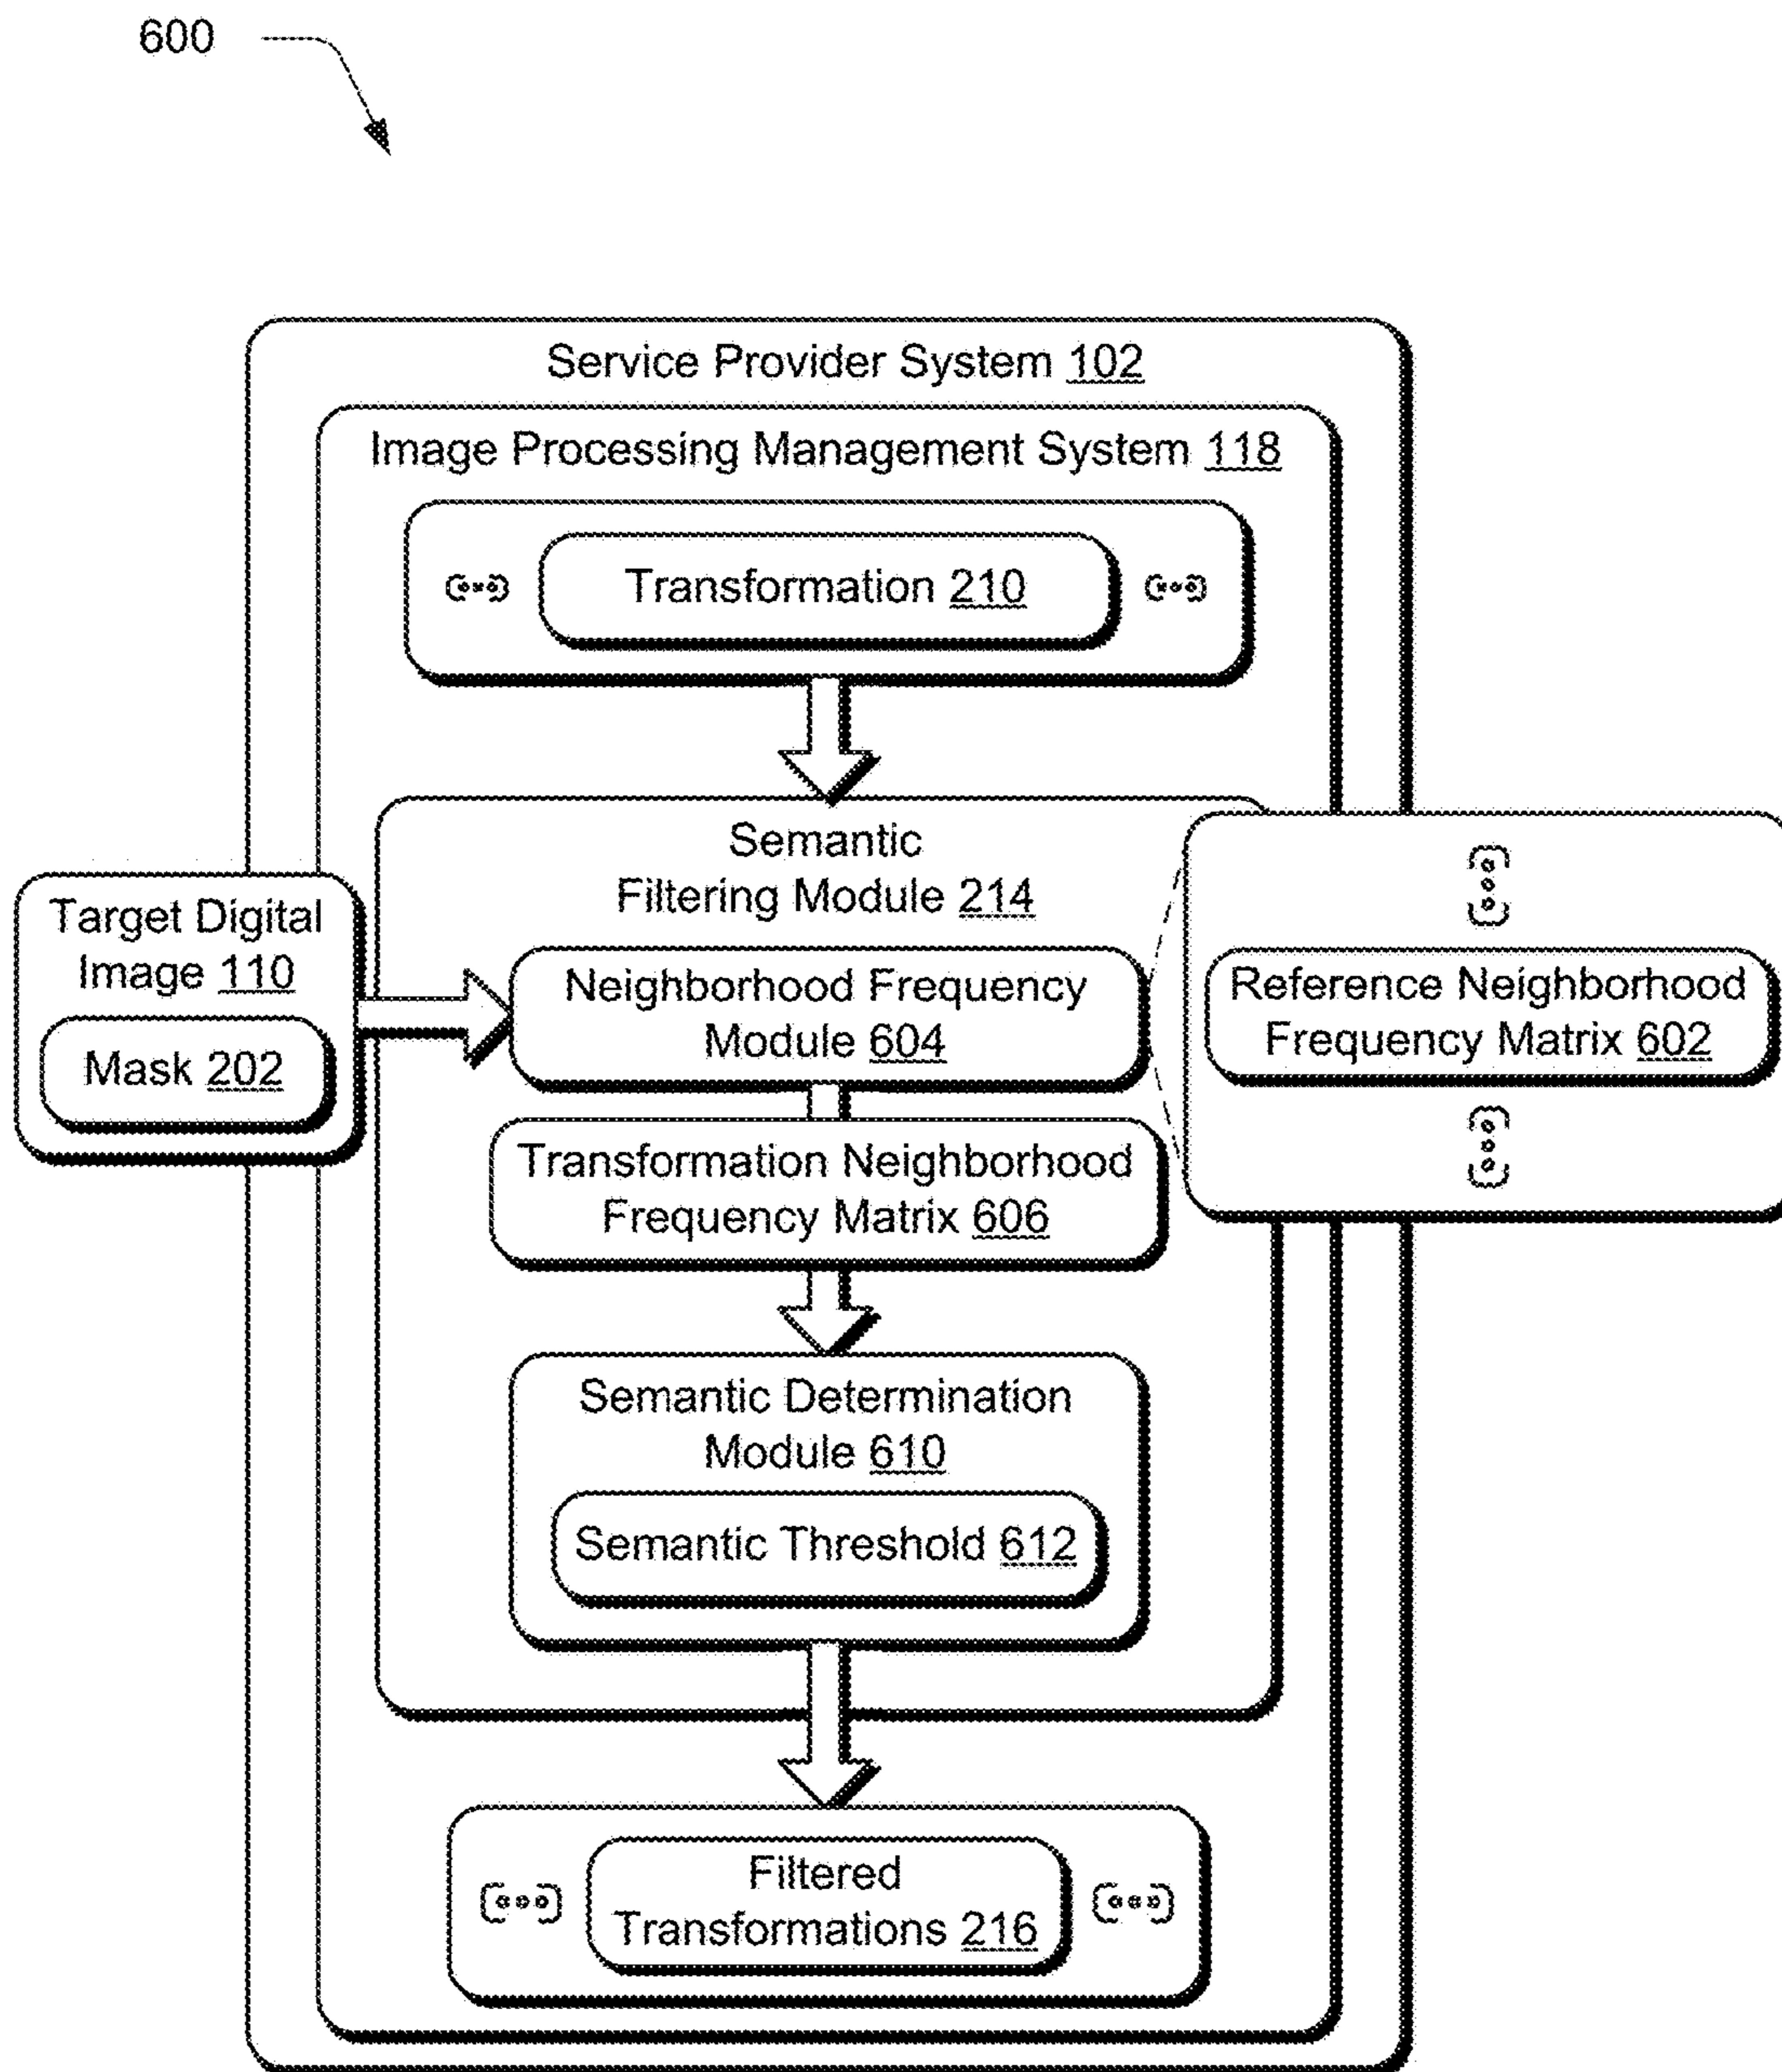 600
Service Provider System 102
Image Processing Management System 118
Transformation 210
Semantic
Filtering Module 214
Target Digital
Image 110
Mask 202
Neighborhood Frequency
Module 604
Reference Neighborhood
Frequency Matrix 602
Transformation Neighborhood
Frequency Matrix 606
Semantic Determination
Module 610
Semantic Threshold 612
Filtered
Transformations 216